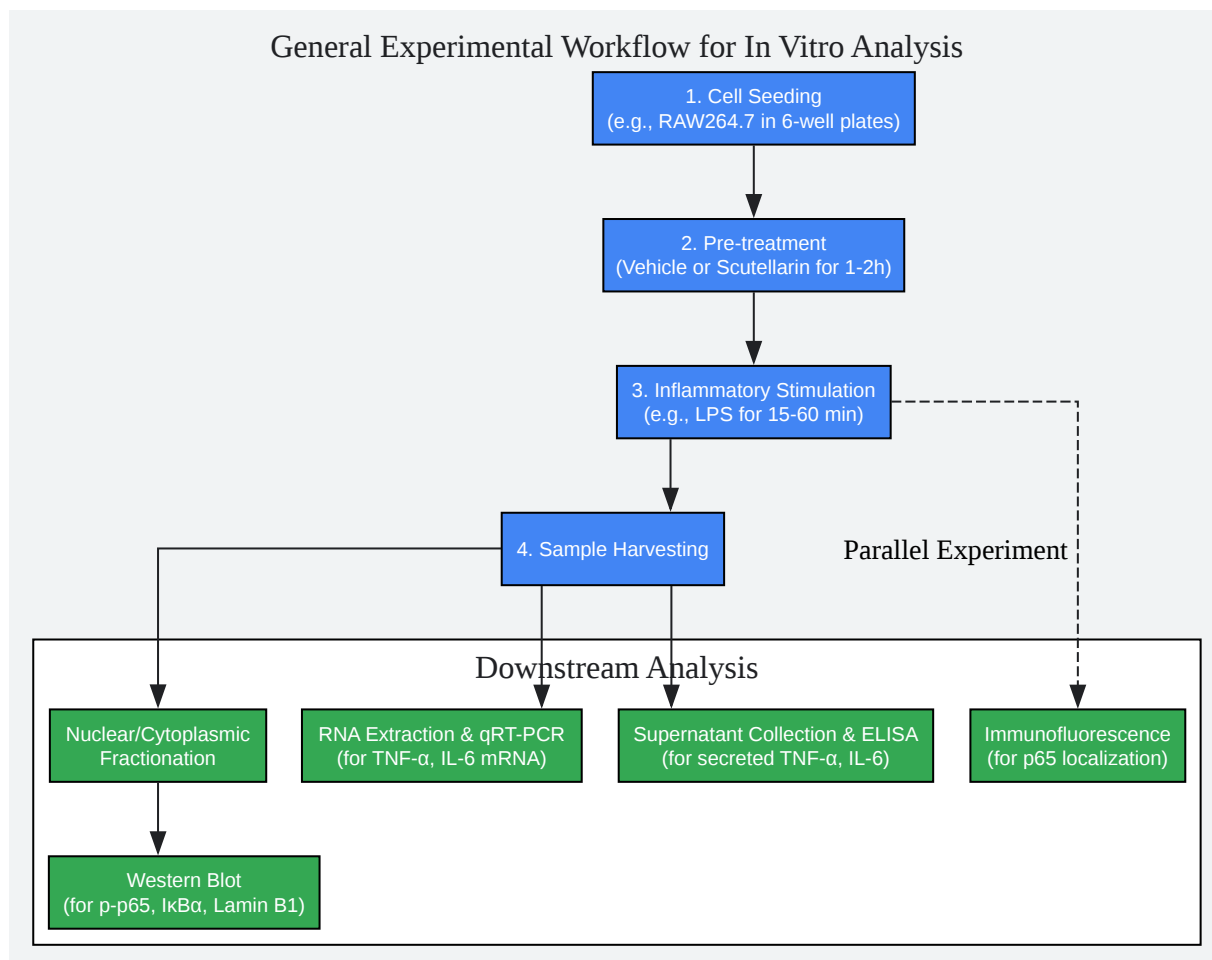 General Experimental Workflow for In Vitro Analysis
1. Cell Seeding
(e.g., RAW264.7 in 6-well plates)
2. Pre-treatment
(Vehicle or Scutellarin for 1-2h)
3. Inflammatory Stimulation
(e.g., LPS for 15-60 min)
4. Sample Harvesting
Parallel Experiment
Downstream Analysis
Nuclear/Cytoplasmic
Fractionation
RNA Extraction & qRT-PCR
(for TNF-α, IL-6 mRNA)
Supernatant Collection & ELISA
(for secreted TNF-α, IL-6)
Immunofluorescence
(for p65 localization)
Western Blot
(for p-p65, IκBα, Lamin B1)